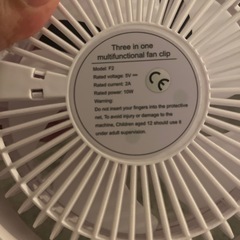 Three in one
multifunctional fan clip
Model: F2
Rated voltage: 5V ⎓
Rated current: 2A
Rated power: 10W
Warning:
Do not insert your fingers into the protective
net, To avoid injury or damage to the
machine, Children aged 12 should use it
under adult supervision.
CE